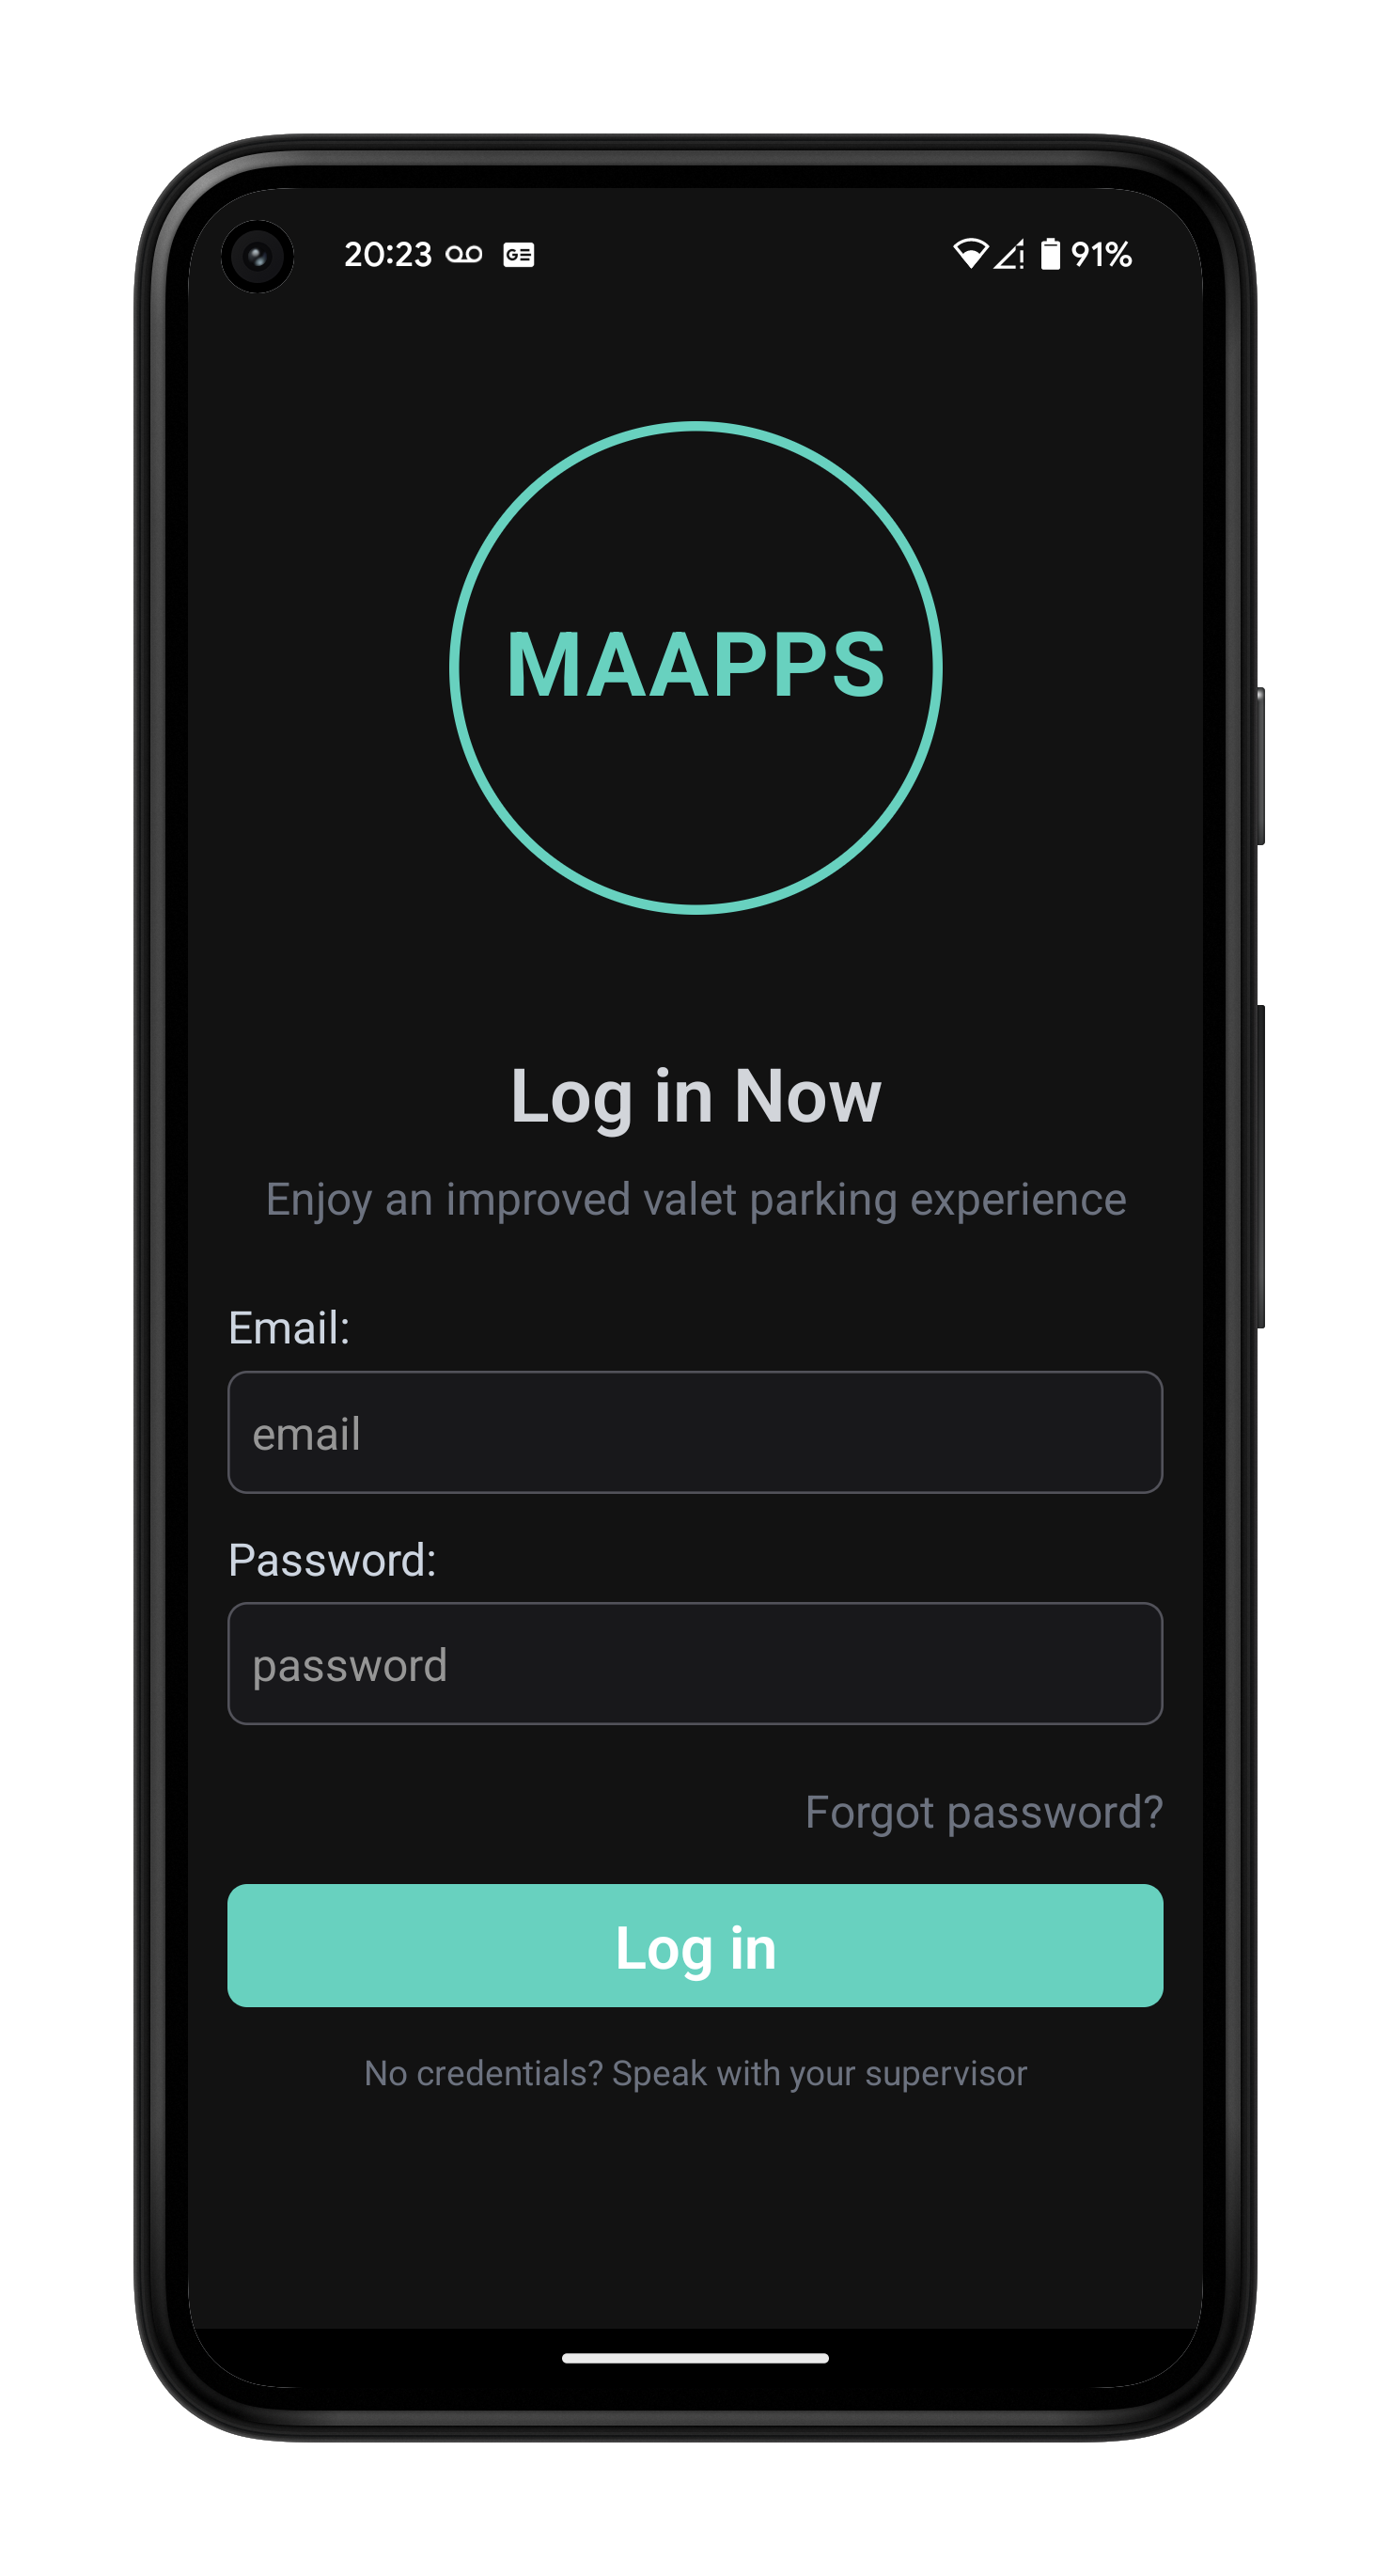 20:23 91%
MAAPPS
Log in Now
Enjoy an improved valet parking experience
Email:
email
Password:
password
Forgot password?
Log in
No credentials? Speak with your supervisor